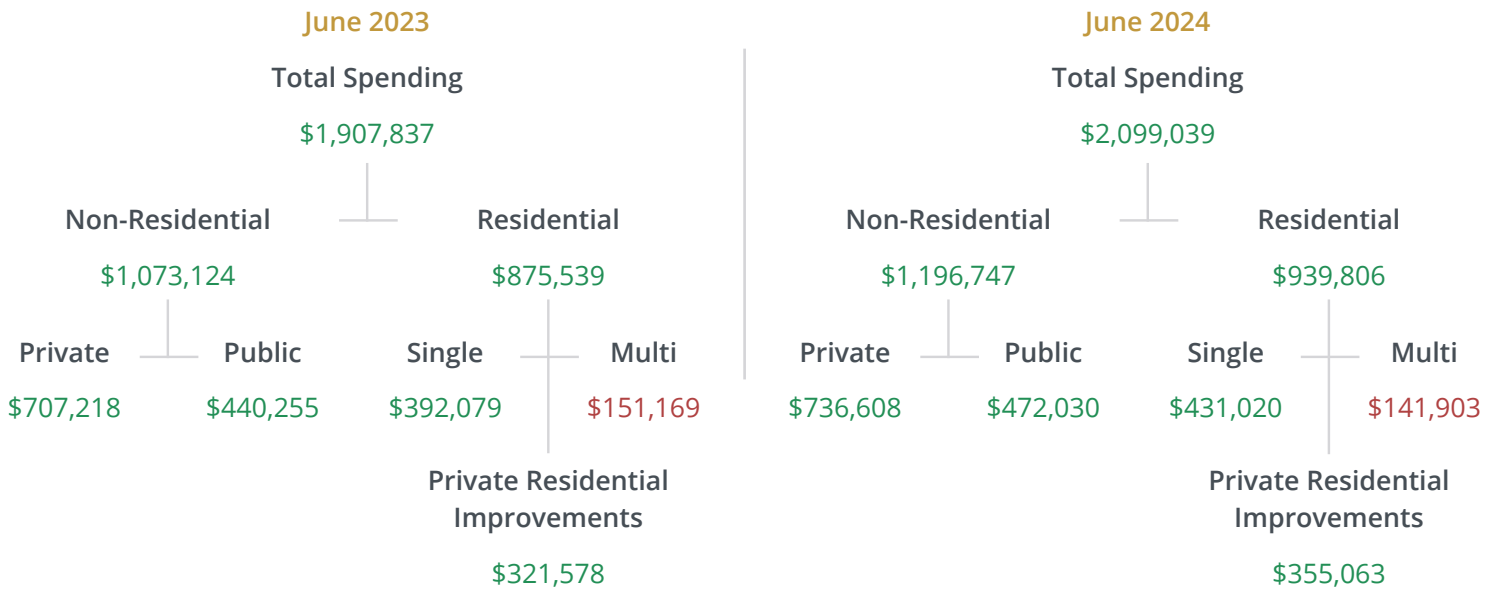 June 2023
Total Spending
$1,907,837
Non-Residential
Residential
$1,073,124
$875,539
Private
Public
Single
Multi
$707,218
$440,255
$392,079
$151,169
Private Residential
Improvements
$321,578
June 2024
Total Spending
$2,099,039
Non-Residential
Residential
$1,196,747
$939,806
Private
Public
Single
Multi
$736,608
$472,030
$431,020
$141,903
Private Residential
Improvements
$355,063